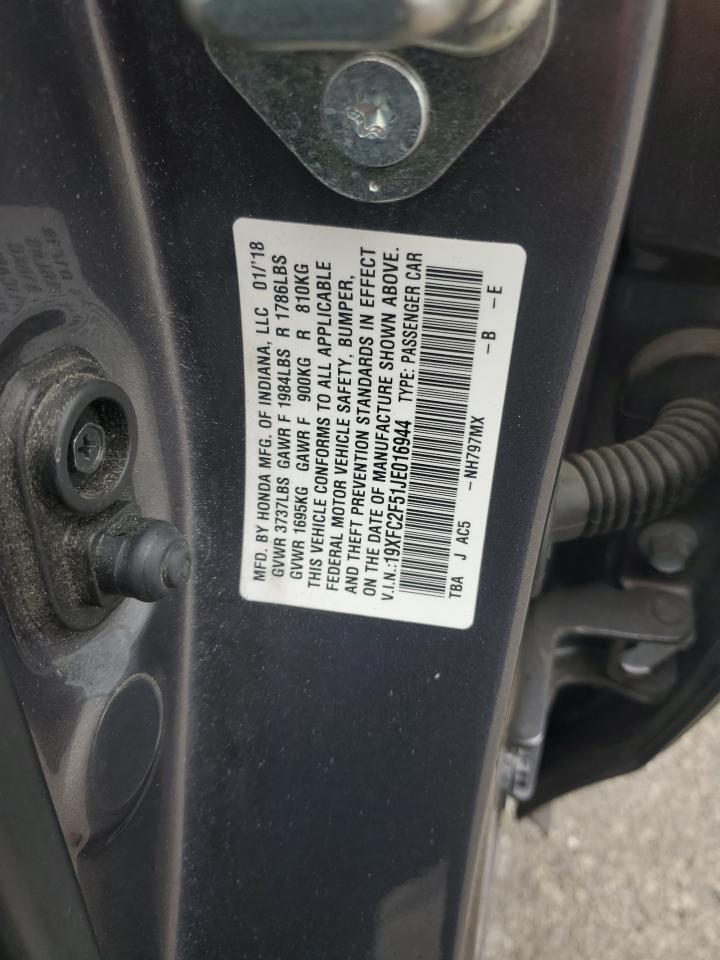 MFD. BY HONDA MFG. OF INDIANA, LLC 01/'18
GVWR 3737LBS GAWR F 1984LBS R 1786LBS
GVWR 1695KG GAWR F 900KG R 810KG
THIS VEHICLE CONFORMS TO ALL APPLICABLE
FEDERAL MOTOR VEHICLE SAFETY, BUMPER,
AND THEFT PREVENTION STANDARDS IN EFFECT
ON THE DATE OF MANUFACTURE SHOWN ABOVE.
V.I.N.:19XFC2F51JE016944 TYPE: PASSENGER CAR
TBA J AC5 -NH797MX -B -E